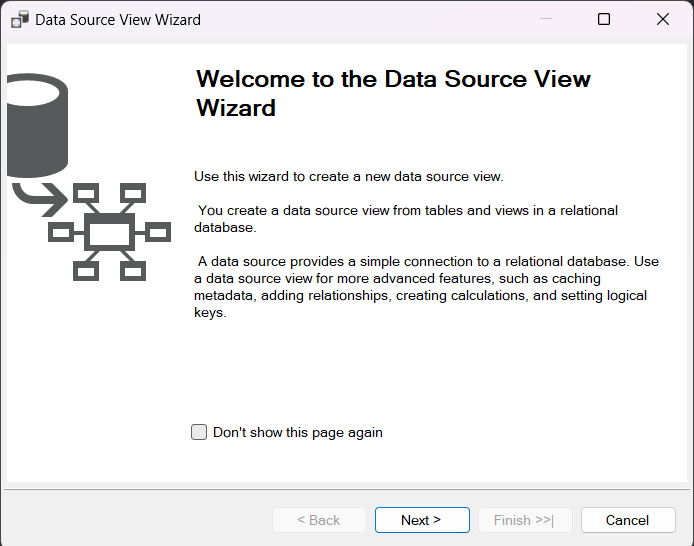 Data Source View Wizard
Welcome to the Data Source View
Wizard
Use this wizard to create a new data source view.
You create a data source view from tables and views in a relational
database.
A data source provides a simple connection to a relational database. Use
a data source view for more advanced features, such as caching
metadata, adding relationships, creating calculations, and setting logical
keys.
Don't show this page again
< Back
Next >
Finish >>|
Cancel